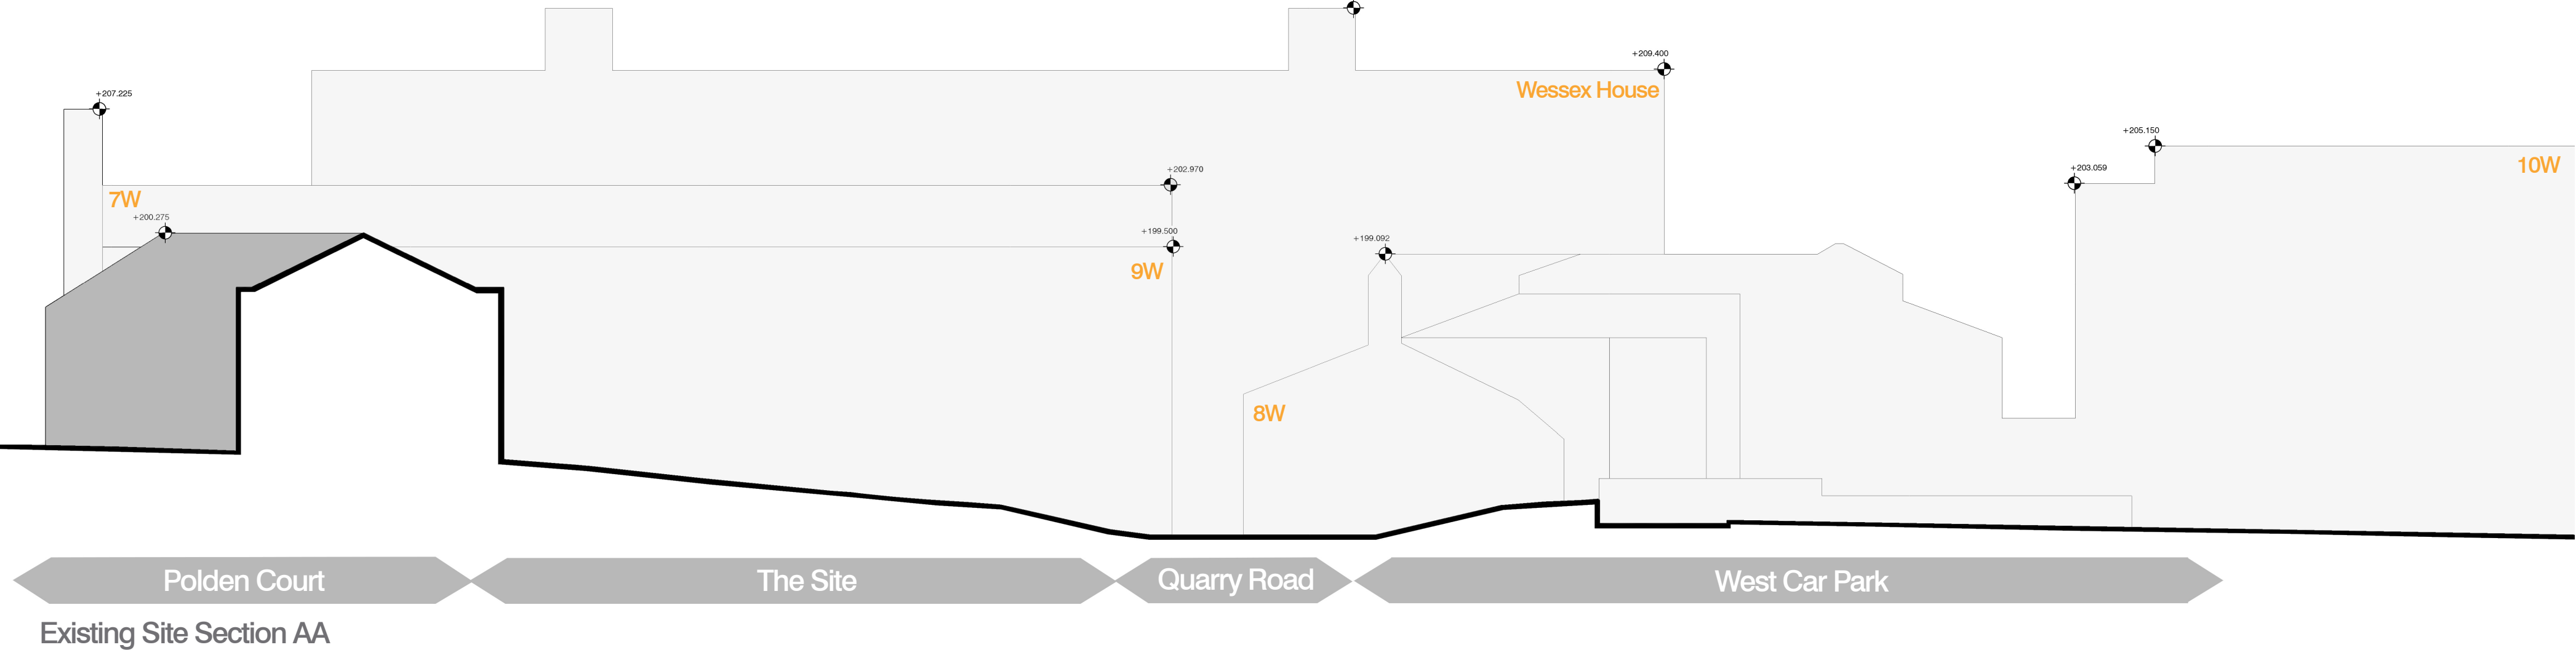 +209.400
Wessex House
+207.225
+205.150
+203.059
10W
+202.970
7W
+200.275
+199.500
+199.092
9W
8W
Polden Court
The Site
Quarry Road
West Car Park
Existing Site Section AA